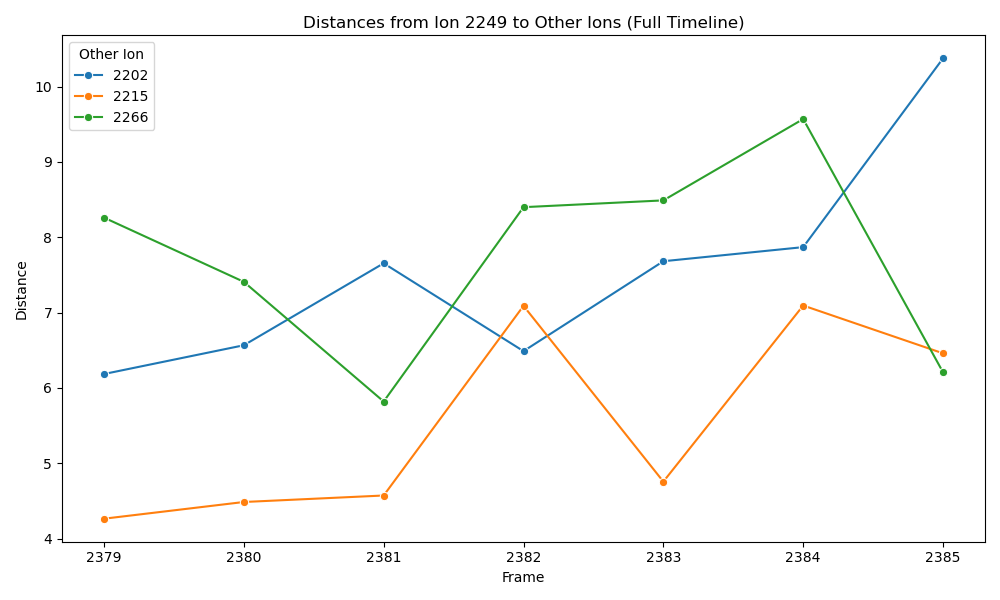 Distances from Ion 2249 to Other Ions (Full Timeline)
Other Ion
2202
2215
2266
10
9
8
7
6
5
4
Distance
2379 2380 2381 2382 2383 2384 2385
Frame